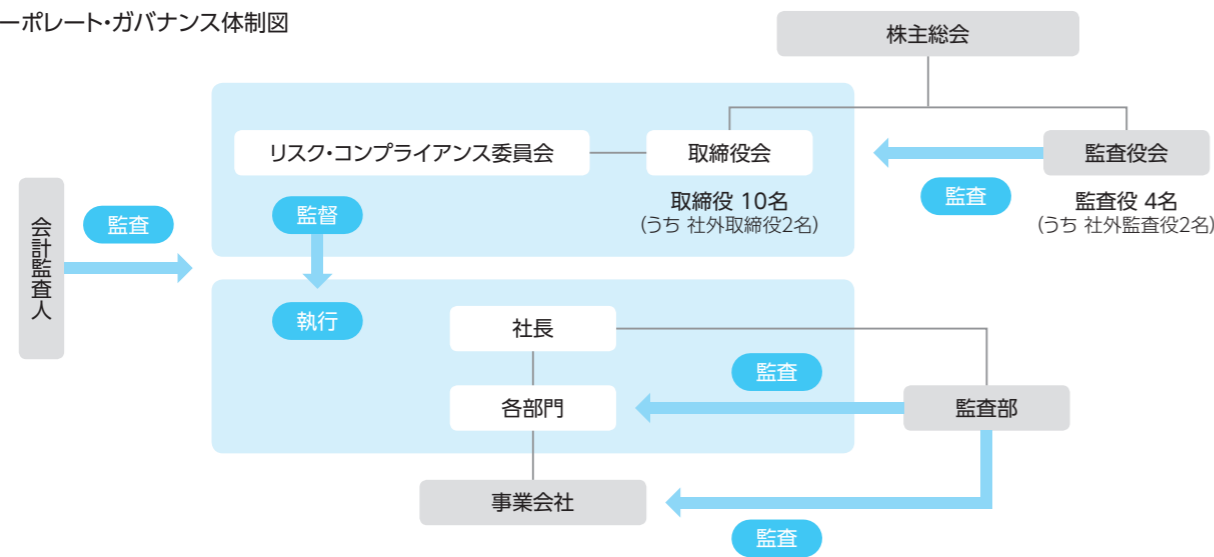 ーポレート・ガバナンス体制図
株主総会
リスク・コンプライアンス委員会
取締役会
監査役会
取締役 10名
(うち 社外取締役2名)
監査
監査役 4名
(うち 社外監査役2名)
会計監査人
監査
監督
執行
社長
監査
各部門
監査部
事業会社
監査